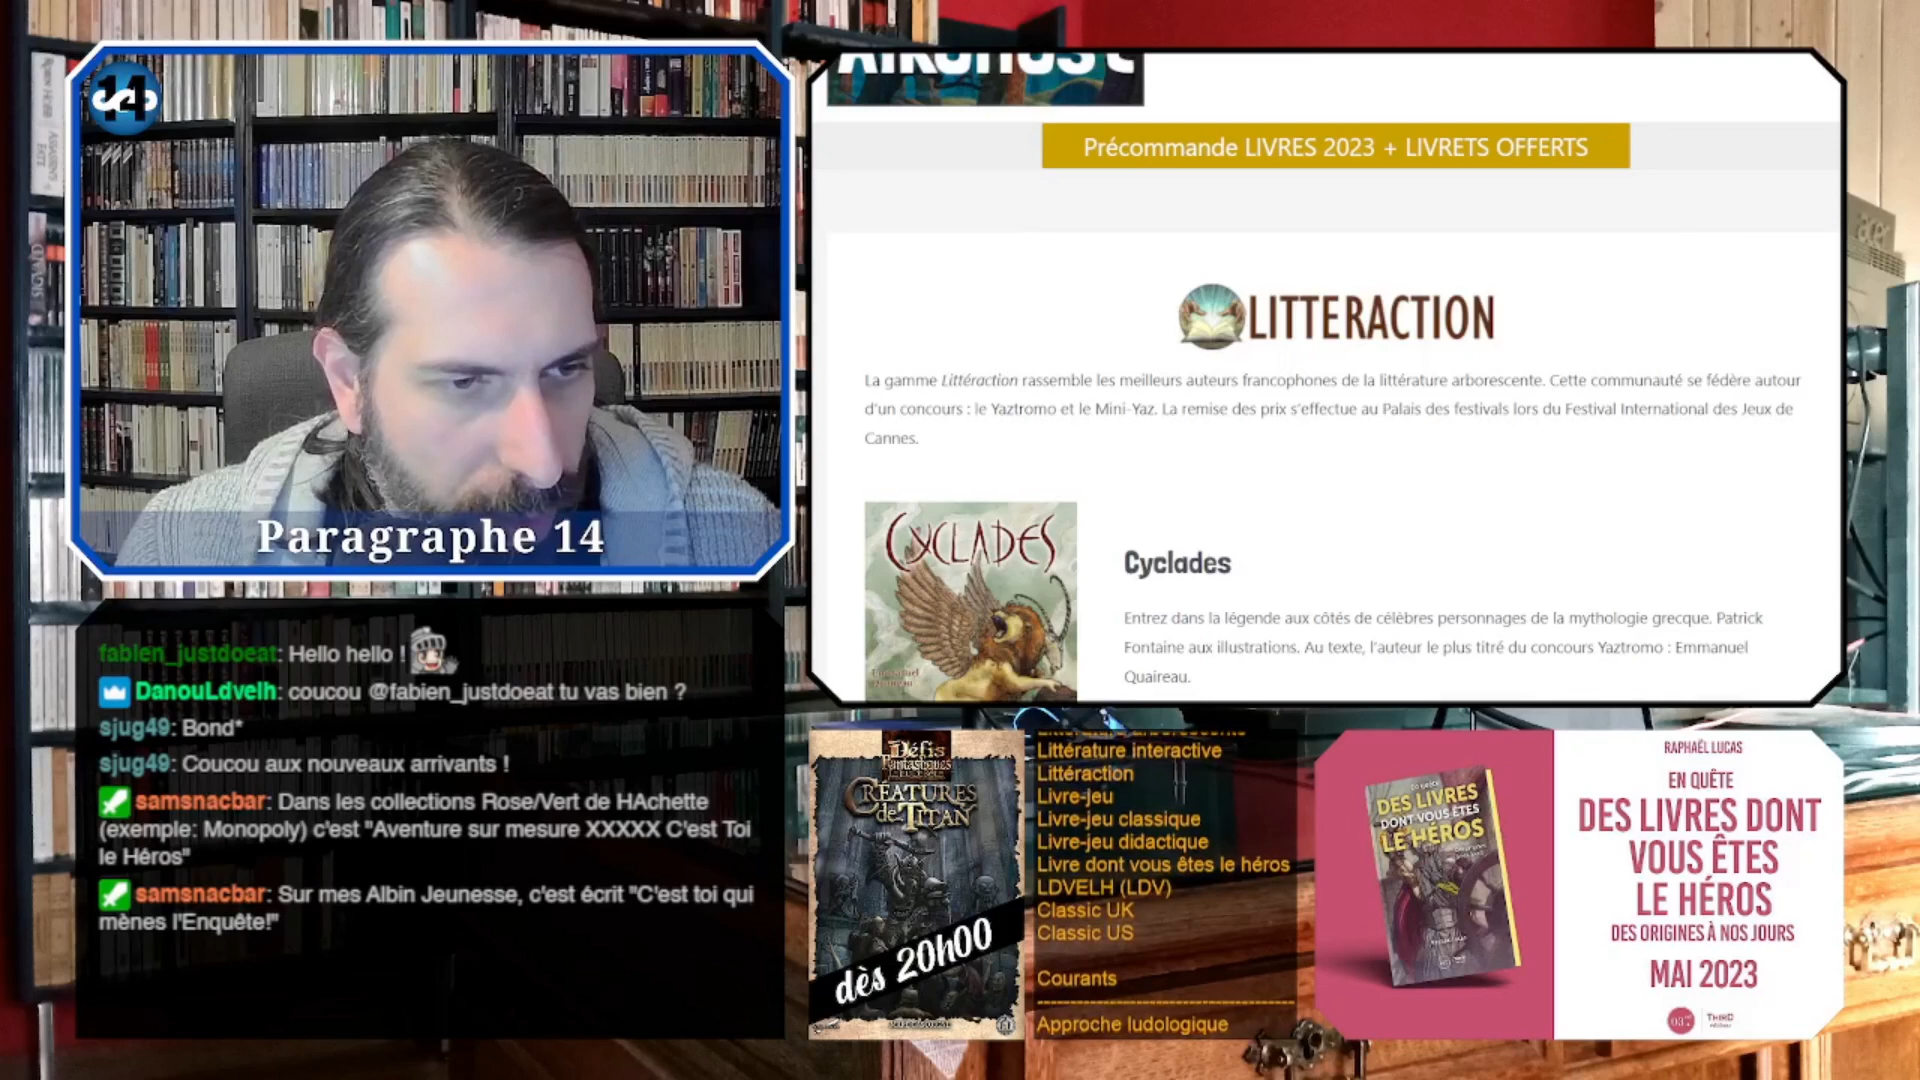 14
Paragraphe 14
Précommande LIVRES 2023 + LIVRETS OFFERTS
LITTERACTION
La gamme Littéraction rassemble les meilleurs auteurs francophones de la littérature arborescente. Cette communauté se fédère autour
d'un concours : le Yaztromo et le Mini-Yaz. La remise des prix s'effectue au Palais des festivals lors du Festival International des Jeux de
Cannes.
CYCLADES
Emmanuel
Quaireau
Cyclades
Entrez dans la légende aux côtés de célèbres personnages de la mythologie grecque. Patrick
Fontaine aux illustrations. Au texte, l'auteur le plus titré du concours Yaztromo : Emmanuel
Quaireau.
acer
fabien_justdoeat: Hello hello !
DanouLdvelh: coucou @fabien_justdoeat tu vas bien ?
sjug49: Bond*
sjug49: Coucou aux nouveaux arrivants !
samsnacbar: Dans les collections Rose/Vert de HAchette
(exemple: Monopoly) c'est "Aventure sur mesure XXXXX C'est Toi
le Héros"
samsnacbar: Sur mes Albin Jeunesse, c'est écrit "C'est toi qui
mènes l'Enquête!"
Défis
Fantastiques
CRÉATURES
de TITAN
dès 20h00
Littérature interactive
Littéraction
Livre-jeu
Livre-jeu classique
Livre-jeu didactique
Livre dont vous êtes le héros
LDVELH (LDV)
Classic UK
Classic US
Courants
Approche ludologique
DES LIVRES
DONT VOUS ÊTES
LE HÉROS
RAPHAËL LUCAS
EN QUÊTE
DES LIVRES DONT
VOUS ÊTES
LE HÉROS
DES ORIGINES À NOS JOURS
MAI 2023
THIRD